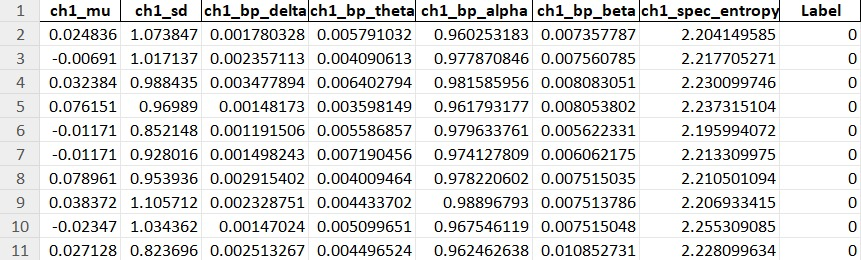 1 ch1_mu ch1_sd ch1_bp_delta ch1_bp_theta ch1_bp_alpha ch1_bp_beta ch1_spec_entropy Label
2 0.024836 1.073847 0.001780328 0.005791032 0.960253183 0.007357787 2.204149585 0
3 -0.00691 1.017137 0.002357113 0.004090613 0.977870846 0.007560785 2.217705271 0
4 0.032384 0.988435 0.003477894 0.006402794 0.981585956 0.008083051 2.230099746 0
5 0.076151 0.96989 0.00148173 0.003598149 0.961793177 0.008053802 2.237315104 0
6 -0.01171 0.852148 0.001191506 0.005586857 0.979633761 0.005622331 2.195994072 0
7 -0.01171 0.928016 0.001498243 0.007190456 0.974127809 0.006062175 2.213309975 0
8 0.078961 0.953936 0.002915402 0.004009464 0.978220602 0.007515035 2.210501094 0
9 0.038372 1.105712 0.002328751 0.004433702 0.98896793 0.007513786 2.206933415 0
10 -0.02347 1.034362 0.00147024 0.005099651 0.967546119 0.007515048 2.255309085 0
11 0.027128 0.823696 0.002513267 0.004496524 0.962462638 0.010852731 2.228099634 0